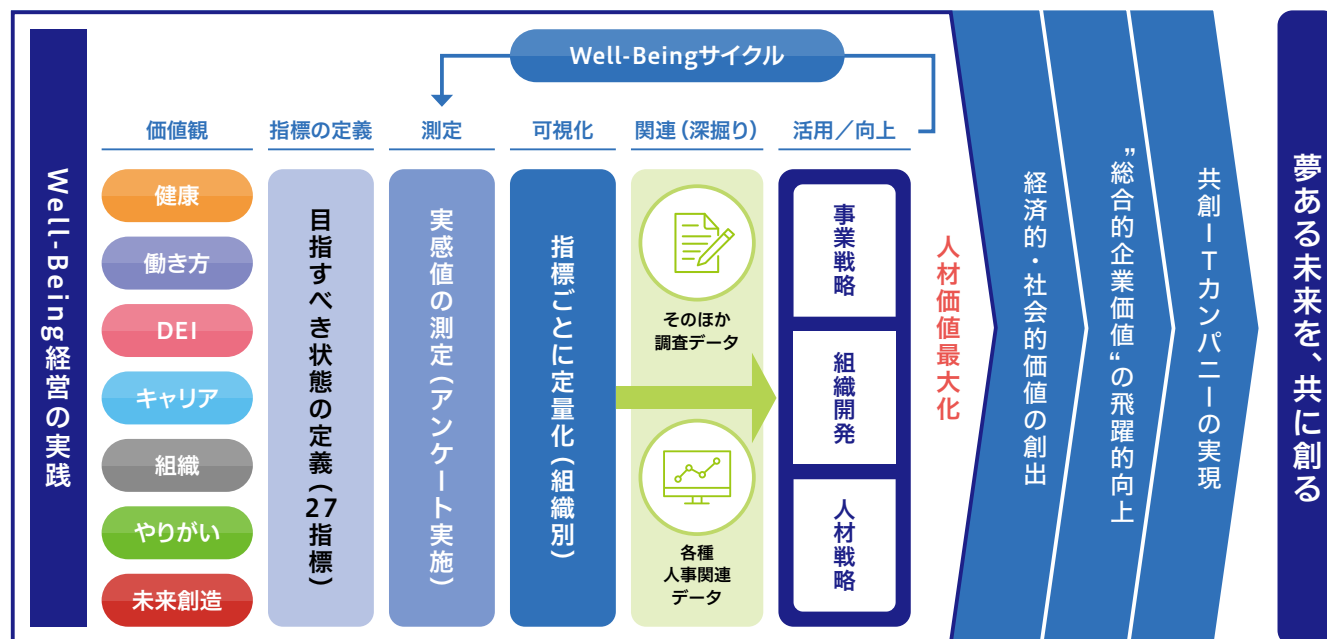 Well-Beingサイクル
Well-Being経営の実践
価値観
健康
働き方
DEI
キャリア
組織
やりがい
未来創造
指標の定義
目指すべき状態の定義(27指標)
測定
実感値の測定(アンケート実施)
可視化
指標ごとに定量化(組織別)
関連(深掘り)
そのほか
調査データ
各種
人事関連
データ
活用／向上
事業戦略
組織開発
人材戦略
人材価値最大化
経済的・社会的価値の創出
”総合的企業価値“の飛躍的向上
共創ITカンパニーの実現
夢ある未来を、共に創る